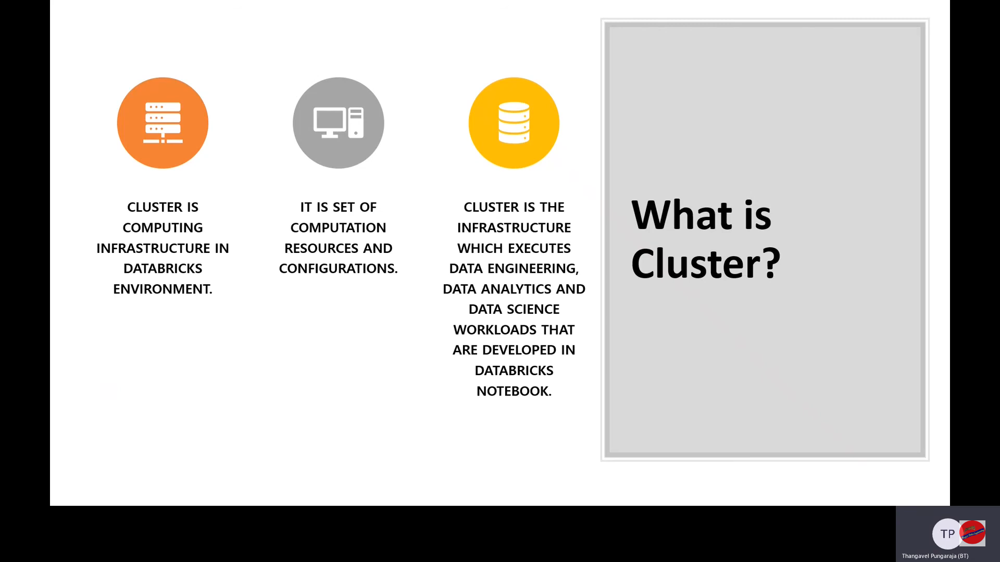 CLUSTER IS
COMPUTING
INFRASTRUCTURE IN
DATABRICKS
ENVIRONMENT.
IT IS SET OF
COMPUTATION
RESOURCES AND
CONFIGURATIONS.
CLUSTER IS THE
INFRASTRUCTURE
WHICH EXECUTES
DATA ENGINEERING,
DATA ANALYTICS AND
DATA SCIENCE
WORKLOADS THAT
ARE DEVELOPED IN
DATABRICKS
NOTEBOOK.
What is
Cluster?
TP
Thangavel Pungaraja (BT)